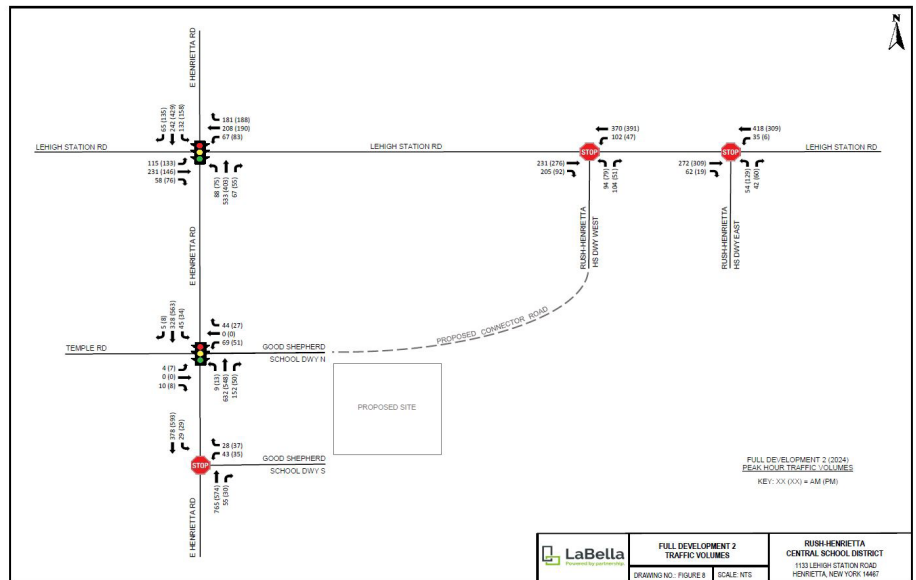 N
E HENRIETTA RD
65 (135)
242 (429)
132 (158)
181 (188)
208 (190)
67 (83)
370 (391)
102 (47)
418 (309)
35 (6)
LEHIGH STATION RD
LEHIGH STATION RD
STOP
STOP
LEHIGH STATION RD
115 (133)
231 (146)
58 (76)
88 (75)
533 (403)
67 (55)
231 (276)
205 (92)
94 (79)
104 (51)
272 (309)
62 (19)
54 (129)
42 (60)
E HENRIETTA RD
RUSH-HENRIETTA
HS DWY WEST
RUSH-HENRIETTA
HS DWY EAST
5 (8)
328 (563)
45 (34)
44 (27)
0 (0)
69 (51)
PROPOSED CONNECTOR ROAD
TEMPLE RD
GOOD SHEPHERD
SCHOOL DWY N
4 (7)
0 (0)
10 (8)
9 (13)
632 (548)
152 (50)
PROPOSED SITE
378 (593)
29 (29)
28 (37)
43 (35)
STOP
GOOD SHEPHERD
SCHOOL DWY S
765 (574)
55 (30)
E HENRIETTA RD
FULL DEVELOPMENT 2 (2024)
PEAK HOUR TRAFFIC VOLUMES
KEY: XX (XX) = AM (PM)
LaBella
Powered by partnership.
FULL DEVELOPMENT 2
TRAFFIC VOLUMES
DRAWING NO.: FIGURE 8
SCALE: NTS
RUSH-HENRIETTA
CENTRAL SCHOOL DISTRICT
1133 LEHIGH STATION ROAD
HENRIETTA, NEW YORK 14467